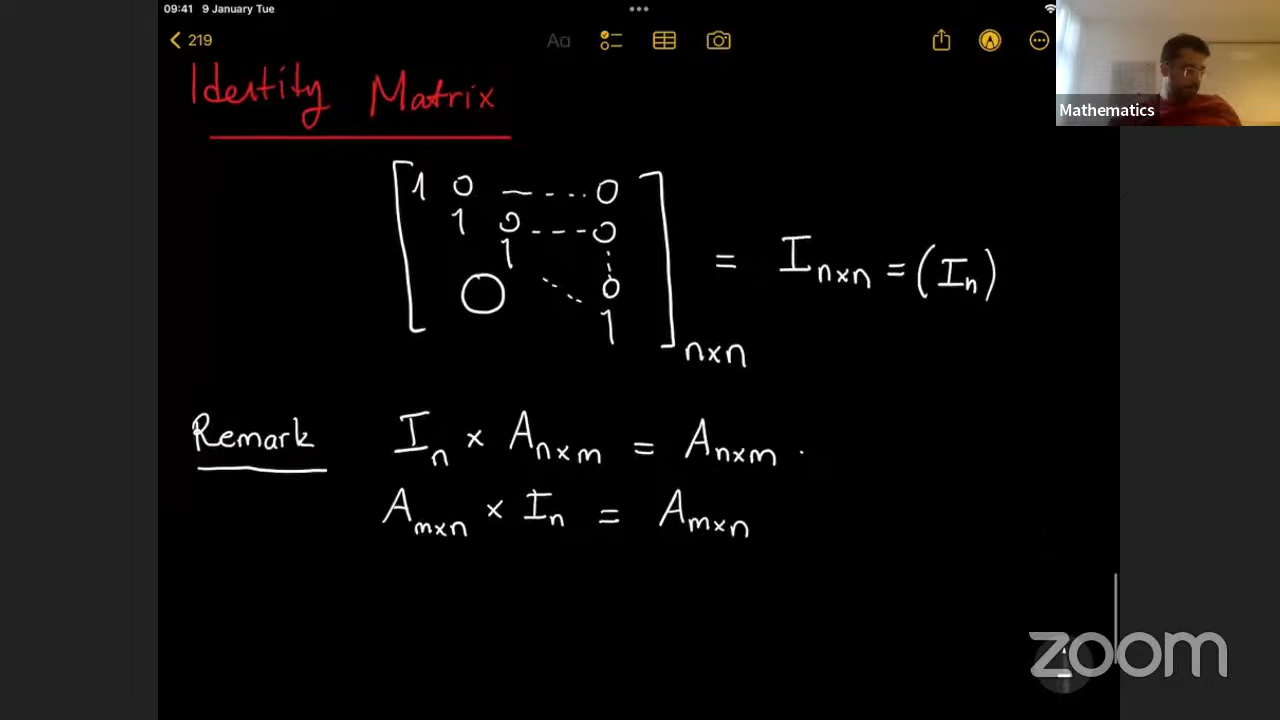 09:41 9 January Tue
219
Aa
Identity Matrix
Mathematics
1 0 — - - - 0
1 0 - - - 0
1
0 0
1
n×n
= I n×n = (I n)
Remark I n × A n×m = A n×m .
A m×n × I n = A m×n
zoom